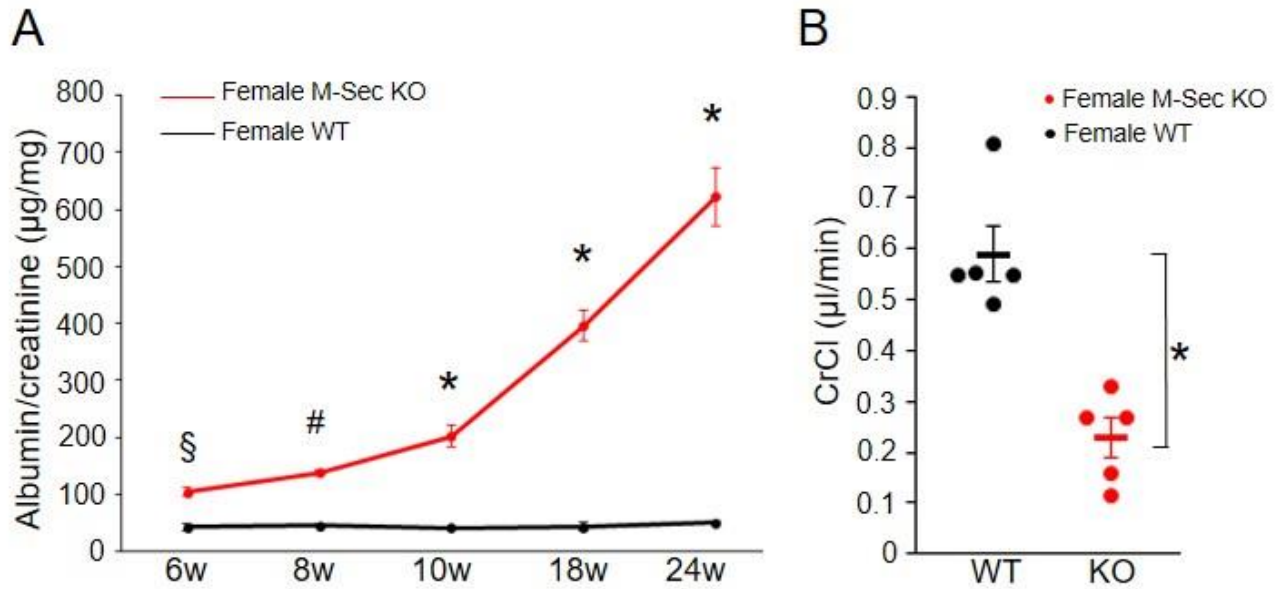 A
Albumin/creatinine (µg/mg)
800
700
600
500
400
300
200
100
0
Female M-Sec KO
Female WT
§
#
*
*
*
6w
8w
10w
18w
24w
B
CrCl (µl/min)
0.9
0.8
0.7
0.6
0.5
0.4
0.3
0.2
0.1
0
Female M-Sec KO
Female WT
*
WT
KO